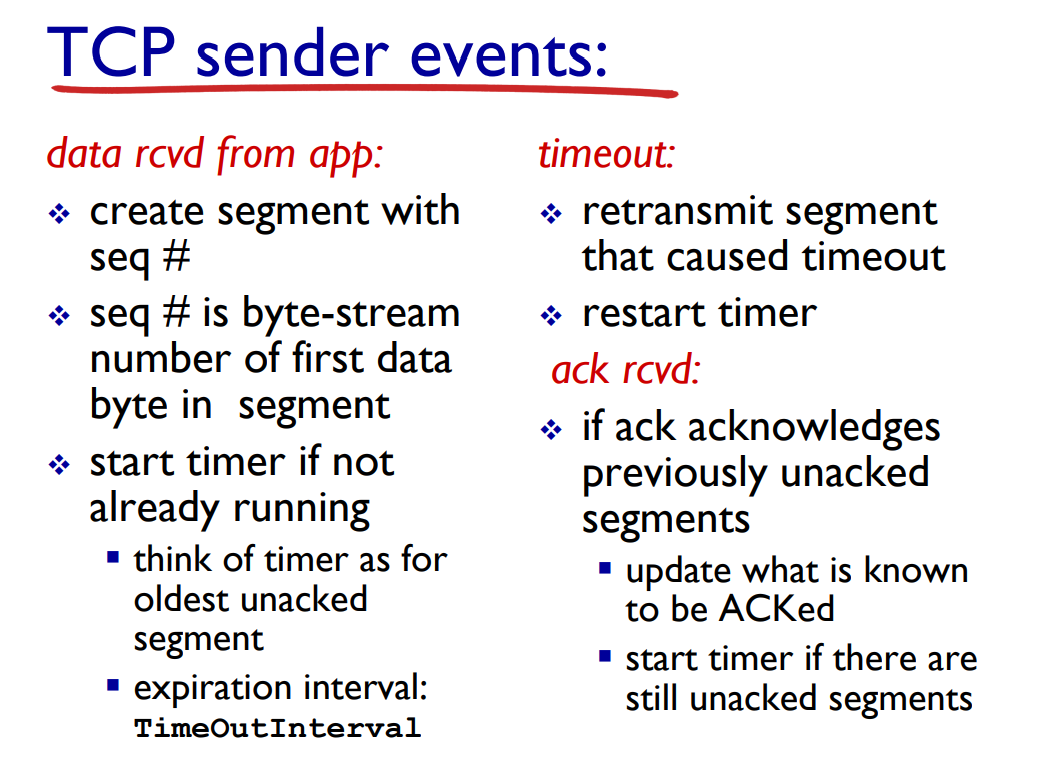 TCP sender events:
data rcvd from app:
create segment with
seq #
seq # is byte-stream
number of first data
byte in segment
start timer if not
already running
think of timer as for
oldest unacked
segment
expiration interval:
TimeOutInterval
timeout:
retransmit segment
that caused timeout
restart timer
ack rcvd:
if ack acknowledges
previously unacked
segments
update what is known
to be ACKed
start timer if there are
still unacked segments